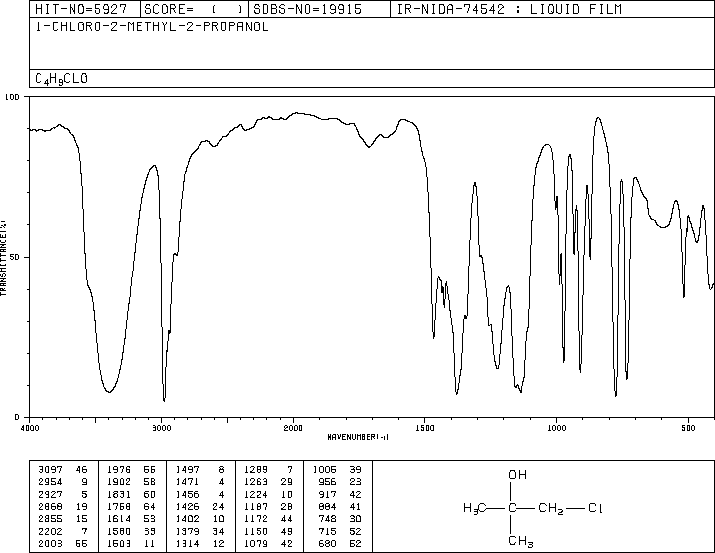 HIT-NO=5927 SCORE= ( ) SDBS-NO=19915 IR-NIDA-74542 : LIQUID FILM
1-CHLORO-2-METHYL-2-PROPANOL
C4H9CLO
100
50
0
TRANSMITTANCE(%)
4000 3000 2000 1500 1000 500
WAVENUMBER(-1)
3097 46 1976 66 1497 8 1289 7 1006 39
2954 9 1902 58 1471 4 1263 29 956 23
2927 5 1831 60 1456 4 1224 10 917 42
2868 19 1768 64 1426 24 1187 28 884 41
2855 15 1614 53 1402 10 1172 44 748 30
2202 7 1580 39 1379 34 1150 49 715 52
2003 66 1503 11 1314 12 1079 42 680 62
OH
H3C C CH2 Cl
CH3